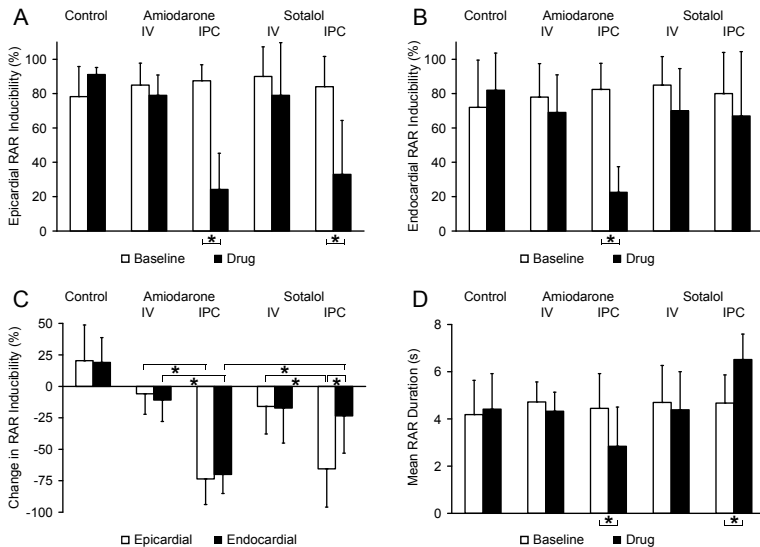 A
Control Amiodarone Sotalol
IV IPC IV IPC
Epicardial RAR Inducibility (%)
100
80
60
40
20
0
*
*
Baseline Drug
B
Control Amiodarone Sotalol
IV IPC IV IPC
Endocardial RAR Inducibility (%)
100
80
60
40
20
0
*
Baseline Drug
C
Control Amiodarone Sotalol
IV IPC IV IPC
Change in RAR Inducibility (%)
50
25
0
-25
-50
-75
-100
* *
* * *
Epicardial Endocardial
D
Control Amiodarone Sotalol
IV IPC IV IPC
Mean RAR Duration (s)
8
6
4
2
0
* *
Baseline Drug